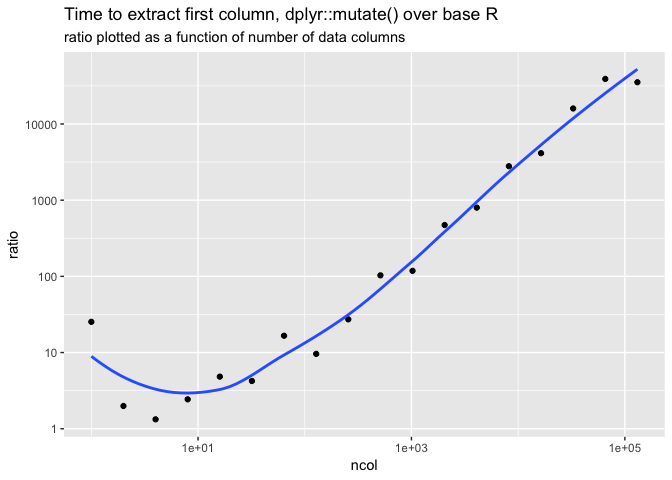 Time to extract first column, dplyr::mutate() over base R
ratio plotted as a function of number of data columns
10000
1000
100
10
1
ratio
1e+01 1e+03 1e+05
ncol